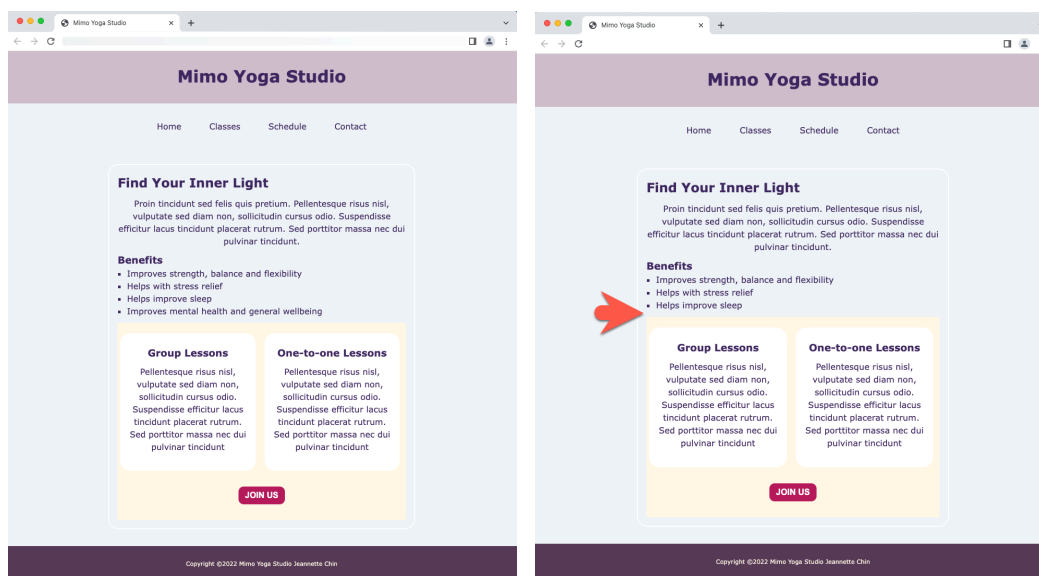 Mimo Yoga Studio
Mimo Yoga Studio
Home Classes Schedule Contact
Find Your Inner Light
Proin tincidunt sed felis quis pretium. Pellentesque risus nisl,
vulputate sed diam non, sollicitudin cursus odio. Suspendisse
efficitur lacus tincidunt placerat rutrum. Sed porttitor massa nec dui
pulvinar tincidunt.
Benefits
Improves strength, balance and flexibility
Helps with stress relief
Helps improve sleep
Improves mental health and general wellbeing
Group Lessons
Pellentesque risus nisl,
vulputate sed diam non,
sollicitudin cursus odio.
Suspendisse efficitur lacus
tincidunt placerat rutrum.
Sed porttitor massa nec dui
pulvinar tincidunt
One-to-one Lessons
Pellentesque risus nisl,
vulputate sed diam non,
sollicitudin cursus odio.
Suspendisse efficitur lacus
tincidunt placerat rutrum.
Sed porttitor massa nec dui
pulvinar tincidunt
JOIN US
Copyright ©2022 Mimo Yoga Studio Jeannette Chin
Mimo Yoga Studio
Mimo Yoga Studio
Home Classes Schedule Contact
Find Your Inner Light
Proin tincidunt sed felis quis pretium. Pellentesque risus nisl,
vulputate sed diam non, sollicitudin cursus odio. Suspendisse
efficitur lacus tincidunt placerat rutrum. Sed porttitor massa nec dui
pulvinar tincidunt.
Benefits
Improves strength, balance and flexibility
Helps with stress relief
Helps improve sleep
Group Lessons
Pellentesque risus nisl,
vulputate sed diam non,
sollicitudin cursus odio.
Suspendisse efficitur lacus
tincidunt placerat rutrum.
Sed porttitor massa nec dui
pulvinar tincidunt
One-to-one Lessons
Pellentesque risus nisl,
vulputate sed diam non,
sollicitudin cursus odio.
Suspendisse efficitur lacus
tincidunt placerat rutrum.
Sed porttitor massa nec dui
pulvinar tincidunt
JOIN US
Copyright ©2022 Mimo Yoga Studio Jeannette Chin